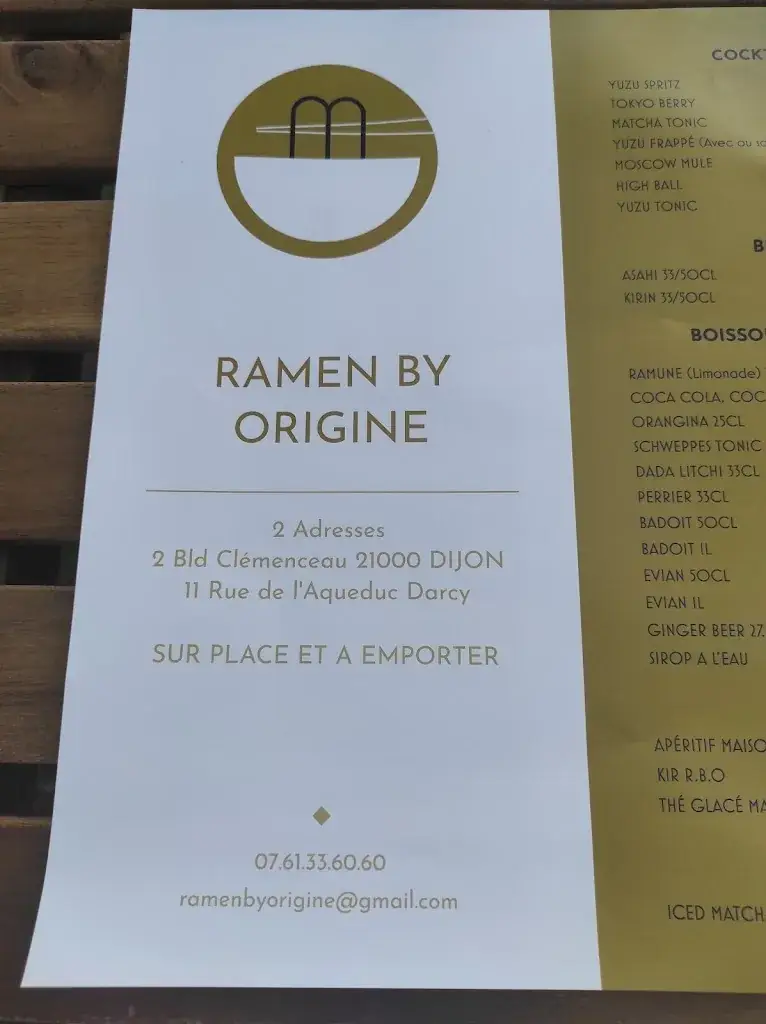 RAMEN BY
ORIGINE
2 Adresses
2 Bld Clémenceau 21000 DIJON
11 Rue de l'Aqueduc Darcy
SUR PLACE ET A EMPORTER
07.61.33.60.60
ramenbyorigine@gmail.com
COCKT
YUZU SPRITZ
TOKYO BERRY
MATCHA TONIC
YUZU FRAPPÉ (Avec ou
MOSCOW MULE
HIGH BALL
YUZU TONIC
B
ASAHI 33/50CL
KIRIN 33/50CL
BOISSO
RAMUNE (Limonade)
COCA COLA, COC
ORANGINA 25CL
SCHWEPPES TONIC
DADA LITCHI 33CL
PERRIER 33CL
BADOIT 50CL
BADOIT 1L
EVIAN 50CL
EVIAN 1L
GINGER BEER 27.
SIROP A L'EAU
APÉRITIF MAISO
KIR R.B.O
THÉ GLACÉ MA
ICED MATCH